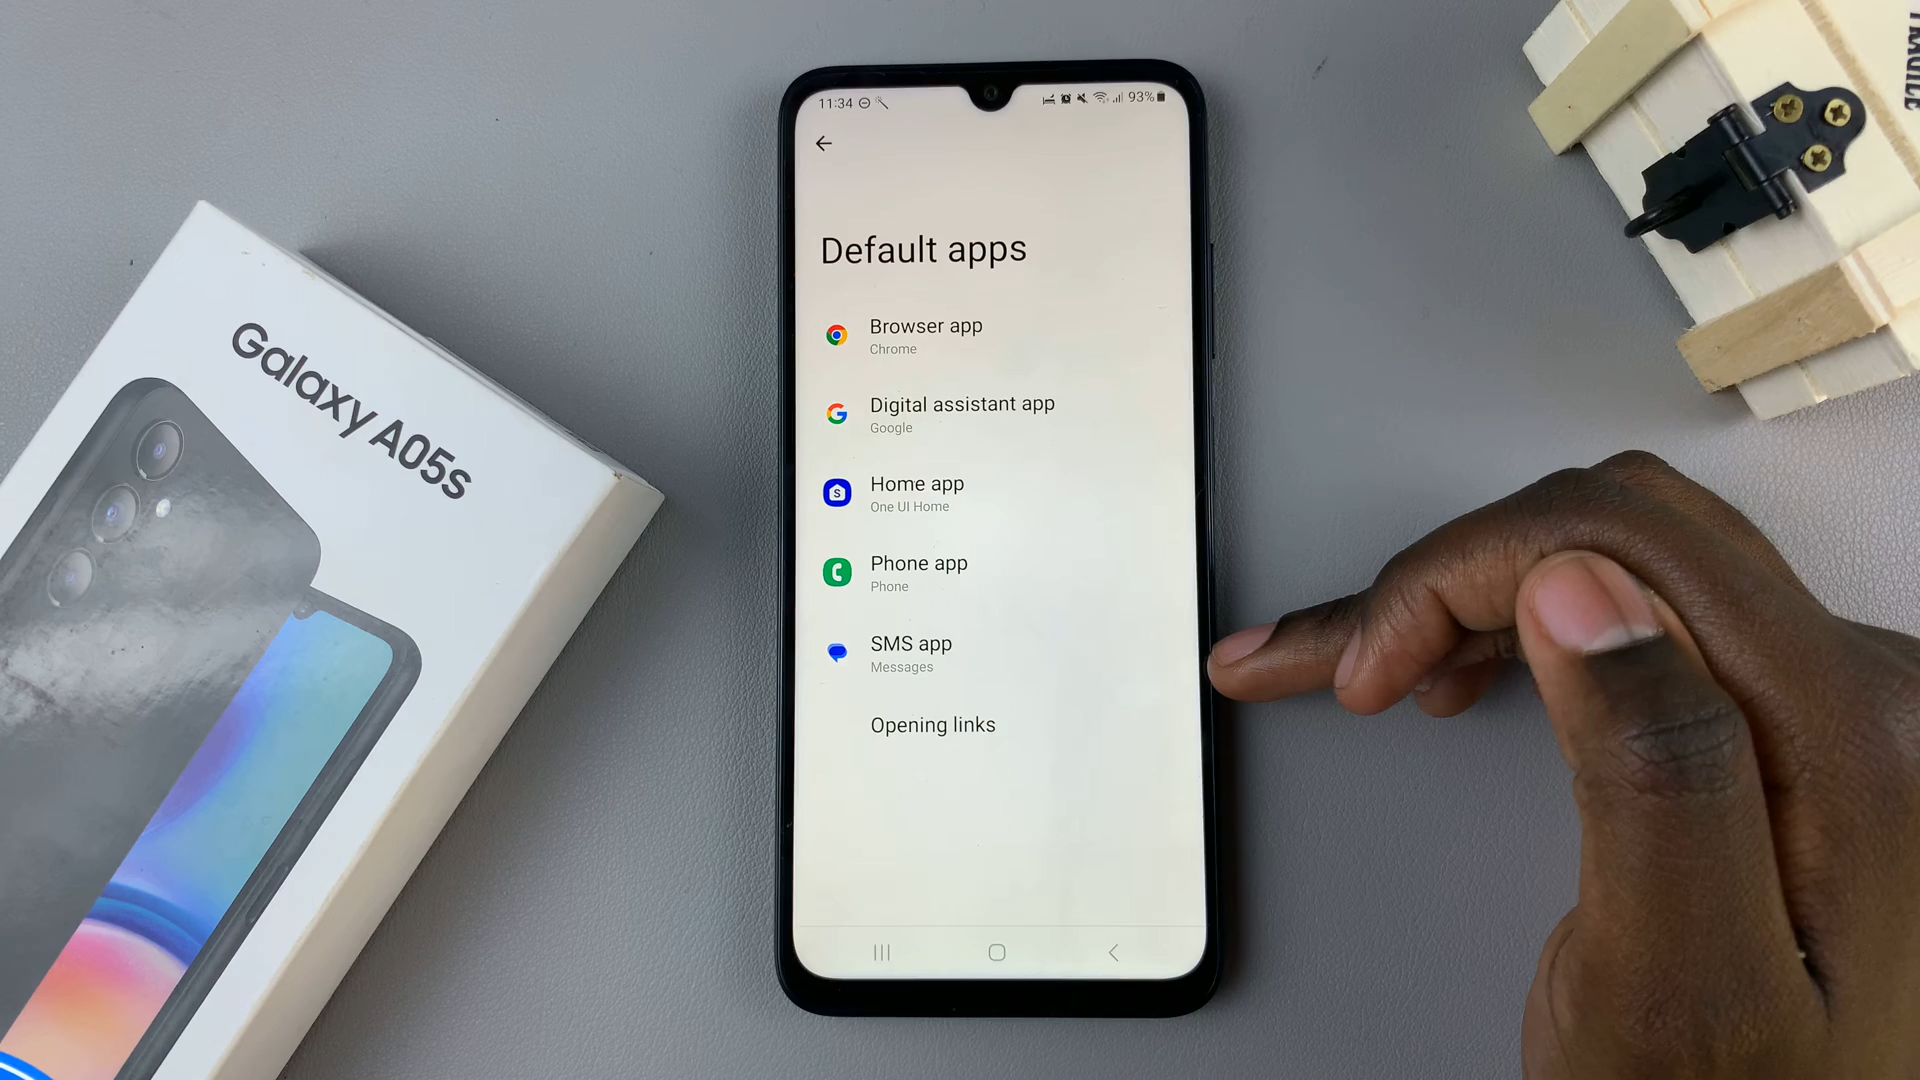 11:34
93%
Default apps
Browser app
Chrome
Digital assistant app
Google
Home app
One UI Home
Phone app
Phone
SMS app
Messages
Opening links
Galaxy A05s
FRAGILE